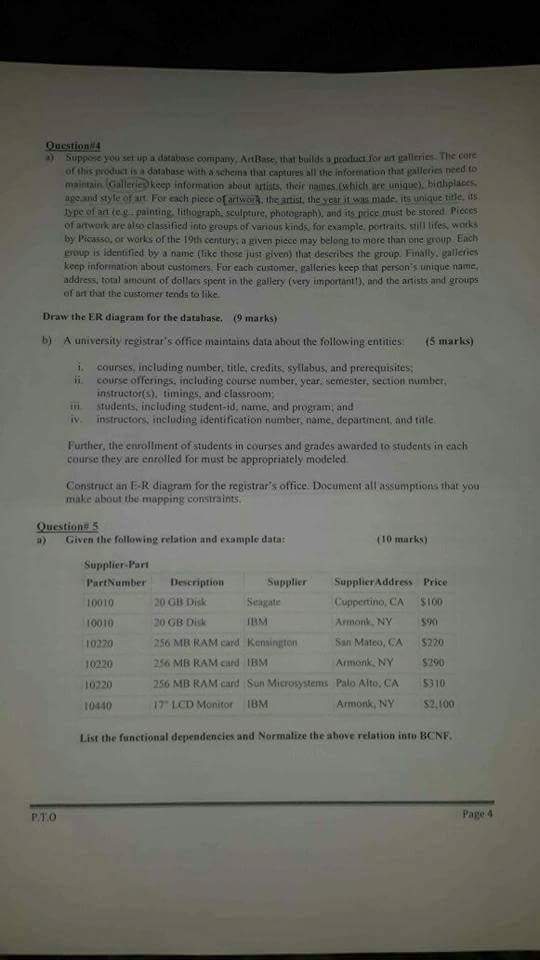 Question#4
a) Suppose you set up a database company, ArtBase, that builds a product for art galleries. The core
of this product is a database with a schema that captures all the information that galleries need to
maintain. Galleries keep information about artists, their names (which are unique), birthplaces,
age,and style of art. For each piece of artwork, the artist, the year it was made, its unique title, its
type of art (e.g., painting, lithograph, sculpture, photograph), and its price must be stored. Pieces
of artwork are also classified into groups of various kinds, for example, portraits, still lifes, works
by Picasso, or works of the 19th century; a given piece may belong to more than one group. Each
group is identified by a name (like those just given) that describes the group. Finally, galleries
keep information about customers. For each customer, galleries keep that person's unique name,
address, total amount of dollars spent in the gallery (very important!), and the artists and groups
of art that the customer tends to like.
Draw the ER diagram for the database. (9 marks)
b) A university registrar's office maintains data about the following entities: (5 marks)
i. courses, including number, title, credits, syllabus, and prerequisites;
ii. course offerings, including course number, year, semester, section number,
instructor(s), timings, and classroom;
iii. students, including student-id, name, and program; and
iv. instructors, including identification number, name, department, and title.
Further, the enrollment of students in courses and grades awarded to students in each
course they are enrolled for must be appropriately modeled.
Construct an E-R diagram for the registrar's office. Document all assumptions that you
make about the mapping constraints.
Question# 5
a) Given the following relation and example data: (10 marks)
Supplier-Part
PartNumber Description Supplier SupplierAddress Price
10010 20 GB Disk Seagate Cuppertino, CA $100
10010 20 GB Disk IBM Armonk, NY $90
10220 256 MB RAM card Kensington San Mateo, CA $220
10220 256 MB RAM card IBM Armonk, NY $290
10220 256 MB RAM card Sun Microsystems Palo Alto, CA $310
10440 17" LCD Monitor IBM Armonk, NY $2,100
List the functional dependencies and Normalize the above relation into BCNF.
P.T.O Page 4